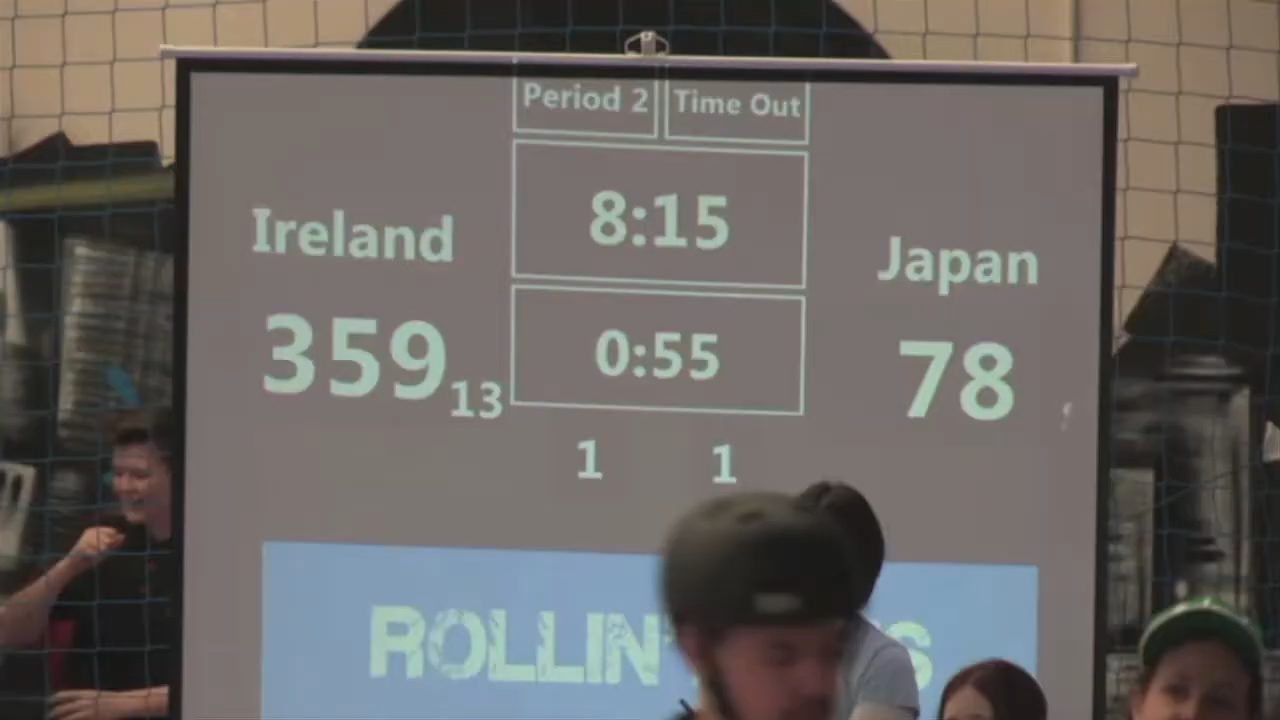 Period 2 Time Out
8:15
Ireland
Japan
359 13
0:55
78
1 1
ROLLIN'